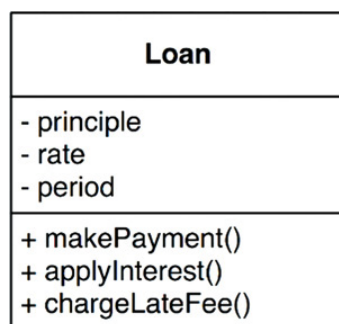 Loan
- principle
- rate
- period
+ makePayment()
+ applyInterest()
+ chargeLateFee()